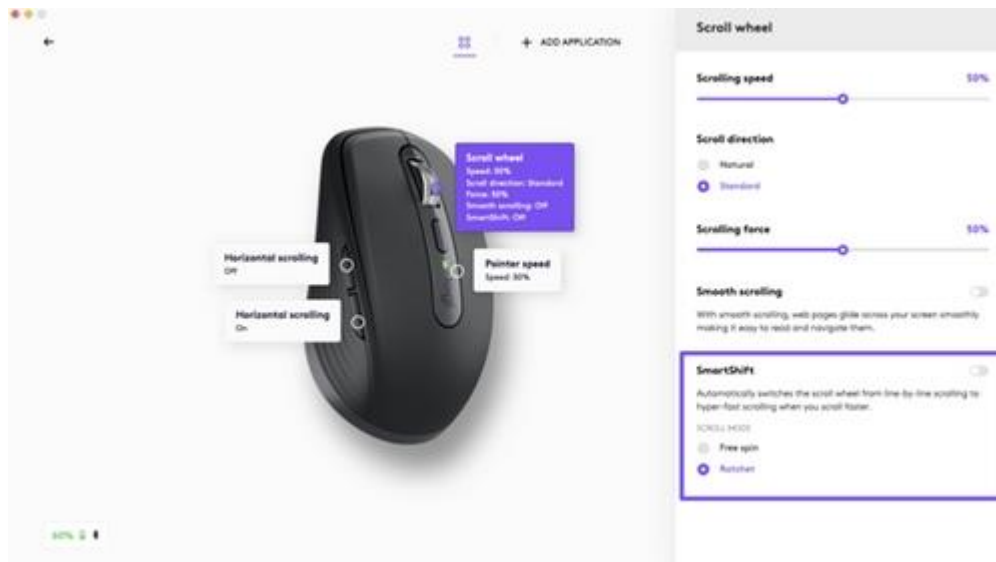 + ADD APPLICATION
Scroll wheel
Speed: 50%
Scroll direction: Standard
Force: 50%
Smooth scrolling: Off
SmartShift: Off
Horizontal scrolling
Off
Pointer speed
Speed: 50%
Horizontal scrolling
On
60%
Scroll wheel
Scrolling speed 50%
Scroll direction
Natural
Standard
Scrolling force 50%
Smooth scrolling
With smooth scrolling, web pages glide across your screen smoothly
making it easy to read and navigate them.
SmartShift
Automatically switches the scroll wheel from line-by-line scrolling to
hyper-fast scrolling when you scroll faster.
SCROLL MODE
Free spin
Ratchet